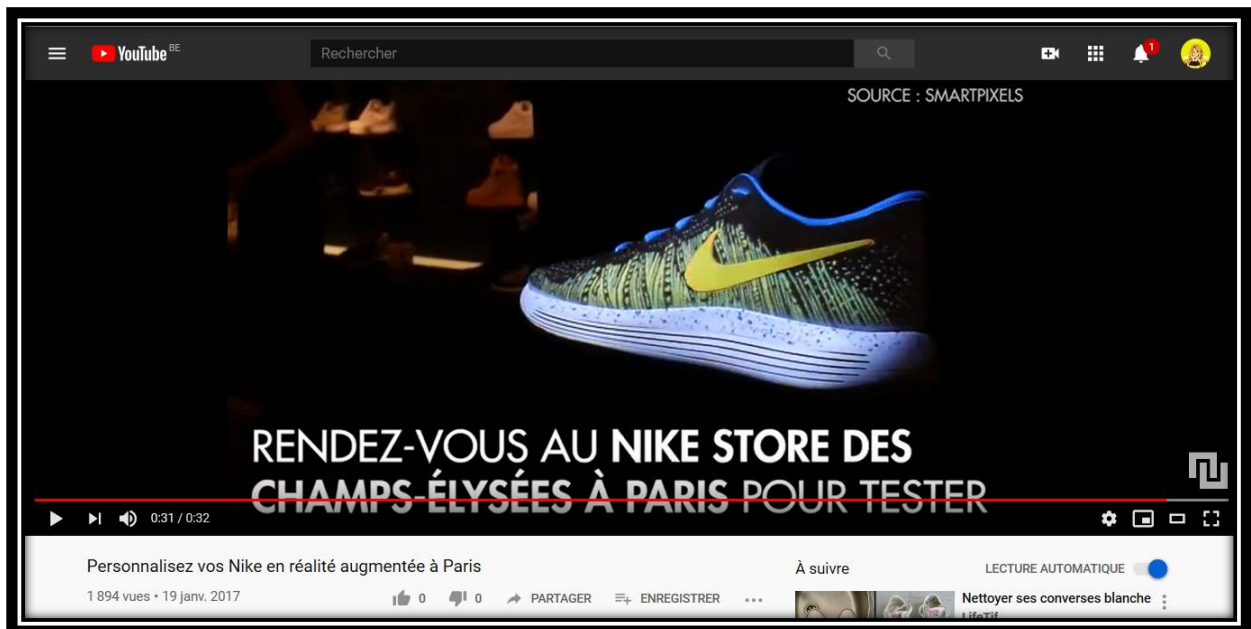 YouTube BE
Rechercher
1
SOURCE : SMARTPIXELS
RENDEZ-VOUS AU NIKE STORE DES
CHAMPS-ÉLYSÉES À PARIS POUR TESTER
0:31 / 0:32
Personnalisez vos Nike en réalité augmentée à Paris
1 894 vues • 19 janv. 2017
0
0
PARTAGER
ENREGISTRER
À suivre
LECTURE AUTOMATIQUE
Nettoyer ses converses blanche
LifeTif